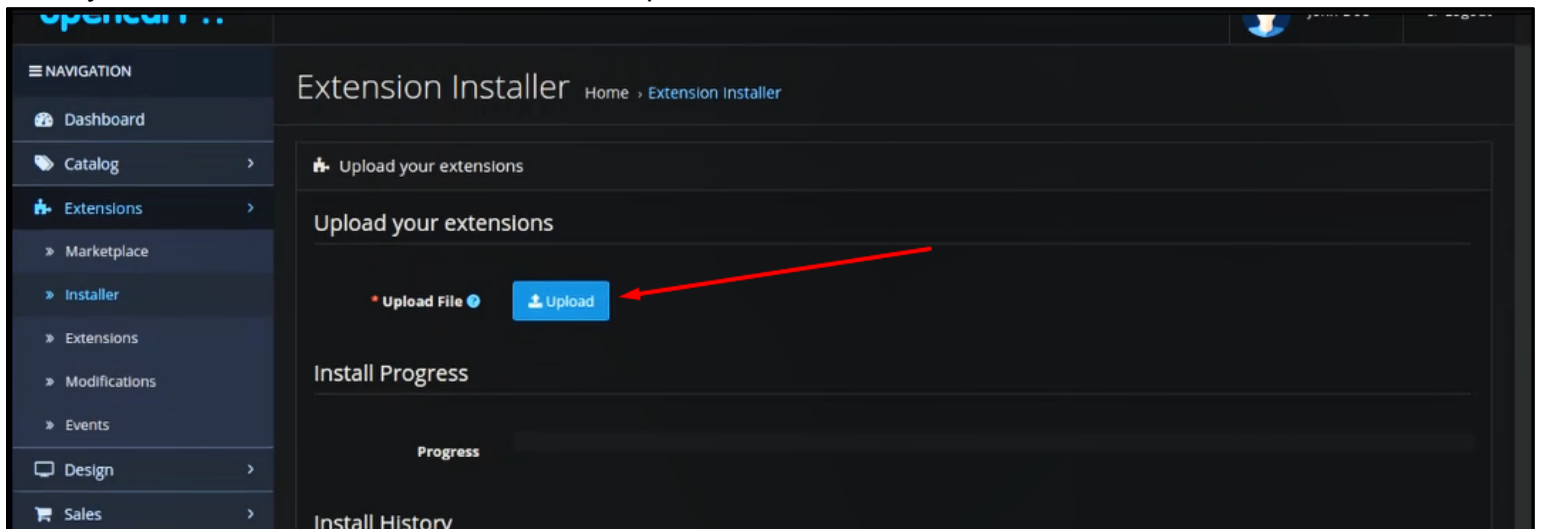 opencart
NAVIGATION
Extension Installer Home › Extension Installer
Dashboard
Catalog
Upload your extensions
Extensions
Upload your extensions
Marketplace
Installer
* Upload File Upload
Extensions
Install Progress
Modifications
Events
Progress
Design
Sales
Install History